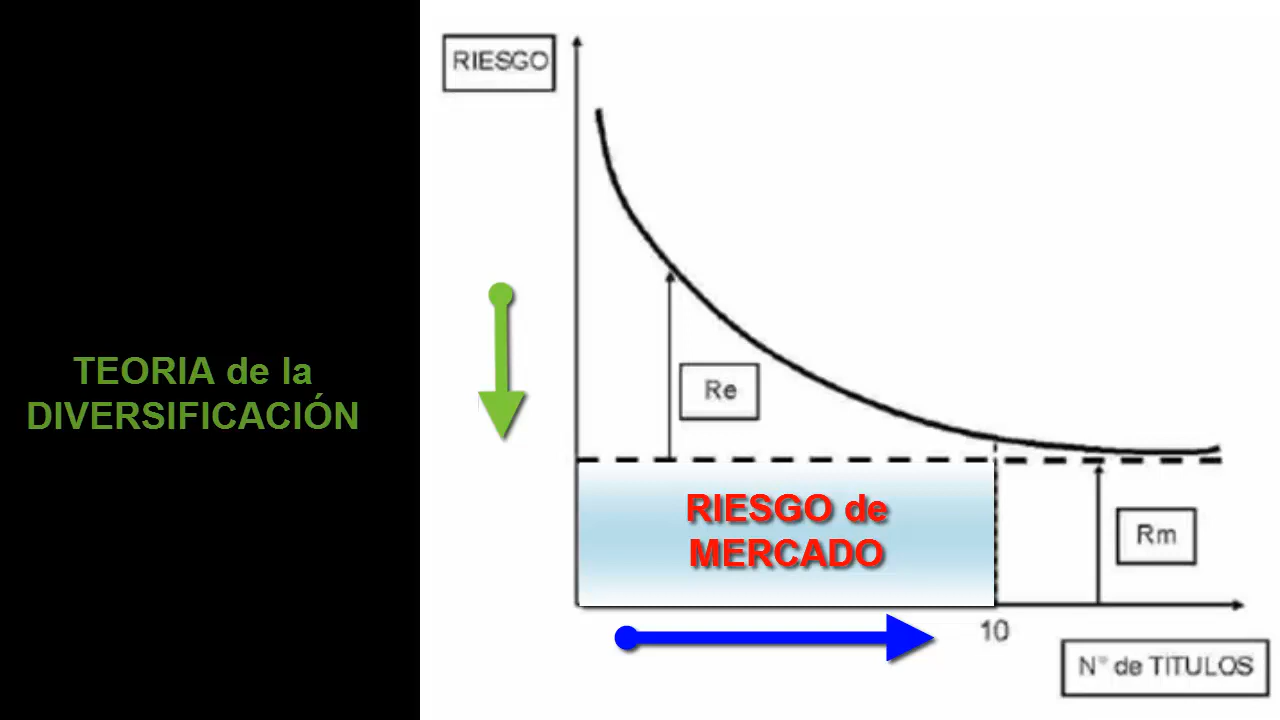 TEORIA de la
DIVERSIFICACIÓN
RIESGO
Re
RIESGO de
MERCADO
Rm
10
N° de TITULOS